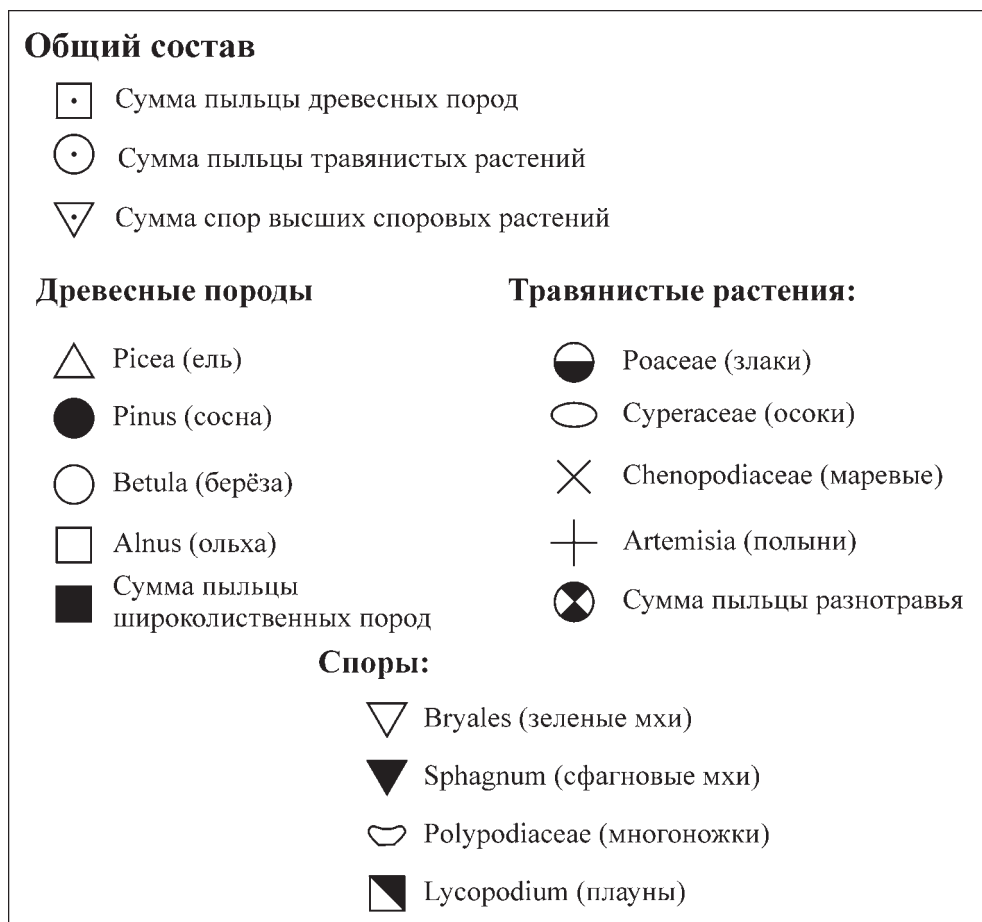 Общий состав
Сумма пыльцы древесных пород
Сумма пыльцы травянистых растений
Сумма спор высших споровых растений
Древесные породы
Picea (ель)
Pinus (сосна)
Betula (берёза)
Alnus (ольха)
Сумма пыльцы
широколиственных пород
Травянистые растения:
Poaceae (злаки)
Cyperaceae (осоки)
Chenopodiaceae (маревые)
Artemisia (полыни)
Сумма пыльцы разнотравья
Споры:
Bryales (зеленые мхи)
Sphagnum (сфагновые мхи)
Polypodiaceae (многоножки)
Lycopodium (плауны)